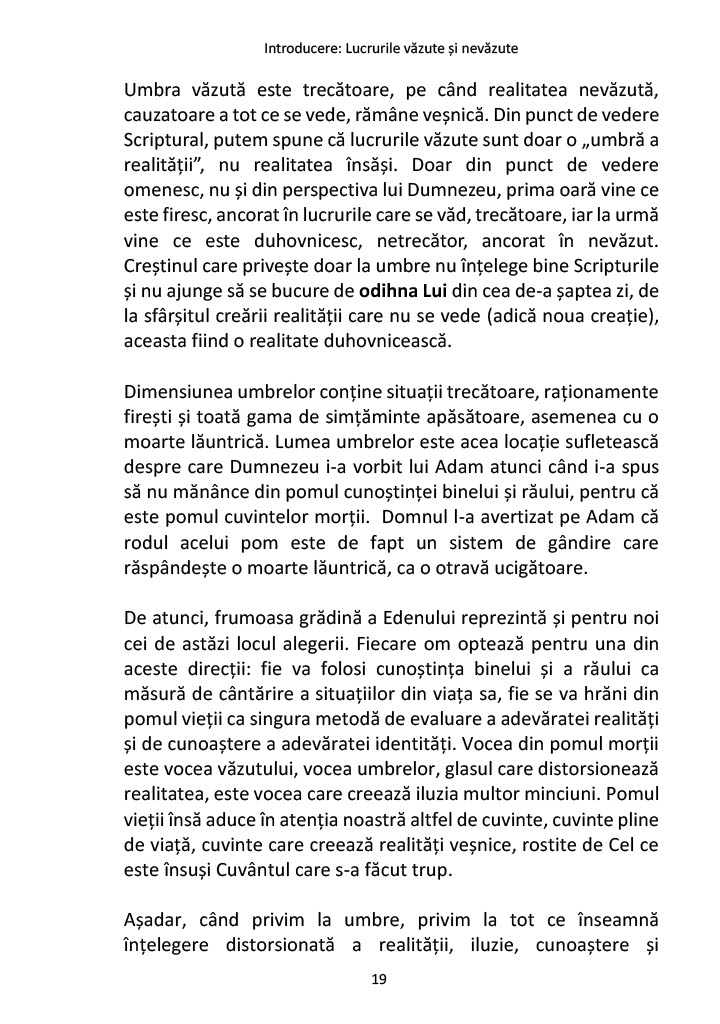 Introducere: Lucrurile văzute și nevăzute
Umbra văzută este trecătoare, pe când realitatea nevăzută,
cauzatoare a tot ce se vede, rămâne veșnică. Din punct de vedere
Scriptural, putem spune că lucrurile văzute sunt doar o „umbră a
realității”, nu realitatea însăși. Doar din punct de vedere
omenesc, nu și din perspectiva lui Dumnezeu, prima oară vine ce
este firesc, ancorat în lucrurile care se văd, trecătoare, iar la urmă
vine ce este duhovnicesc, netrecător, ancorat în nevăzut.
Creștinul care privește doar la umbre nu înțelege bine Scripturile
și nu ajunge să se bucure de odihna Lui din cea de-a șaptea zi, de
la sfârșitul creării realității care nu se vede (adică noua creație),
aceasta fiind o realitate duhovnicească.
Dimensiunea umbrelor conține situații trecătoare, raționamente
firești și toată gama de simțăminte apăsătoare, asemenea cu o
moarte lăuntrică. Lumea umbrelor este acea locație sufletească
despre care Dumnezeu i-a vorbit lui Adam atunci când i-a spus
să nu mănânce din pomul cunoștinței binelui și răului, pentru că
este pomul cuvintelor morții.  Domnul l-a avertizat pe Adam că
rodul acelui pom este de fapt un sistem de gândire care
răspândește o moarte lăuntrică, ca o otravă ucigătoare.
De atunci, frumoasa grădină a Edenului reprezintă și pentru noi
cei de astăzi locul alegerii. Fiecare om optează pentru una din
aceste direcții: fie va folosi cunoștința binelui și a răului ca
măsură de cântărire a situațiilor din viața sa, fie se va hrăni din
pomul vieții ca singura metodă de evaluare a adevăratei realități
și de cunoaștere a adevăratei identități. Vocea din pomul morții
este vocea văzutului, vocea umbrelor, glasul care distorsionează
realitatea, este vocea care creează iluzia multor minciuni. Pomul
vieții însă aduce în atenția noastră altfel de cuvinte, cuvinte pline
de viață, cuvinte care creează realități veșnice, rostite de Cel ce
este însuși Cuvântul care s-a făcut trup.
Așadar, când privim la umbre, privim la tot ce înseamnă
înțelegere distorsionată a realității, iluzie, cunoaștere și
19